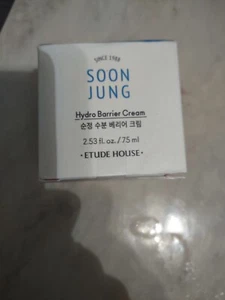 SINCE 1988
SOON
JUNG
Hydro Barrier Cream
순정 수분 베리어 크림
2.53 fl. oz. / 75 ml
·ETUDE HOUSE·